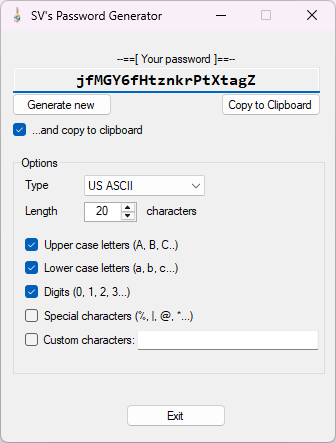 SV's Password Generator
--==[ Your password ]==--
jfMGY6fHtznkrPtXtagZ
Generate new
Copy to Clipboard
...and copy to clipboard
Options
Type US ASCII
Length 20 characters
Upper case letters (A, B, C..)
Lower case letters (a, b, c...)
Digits (0, 1, 2, 3...)
Special characters (%, |, @, *...)
Custom characters:
Exit